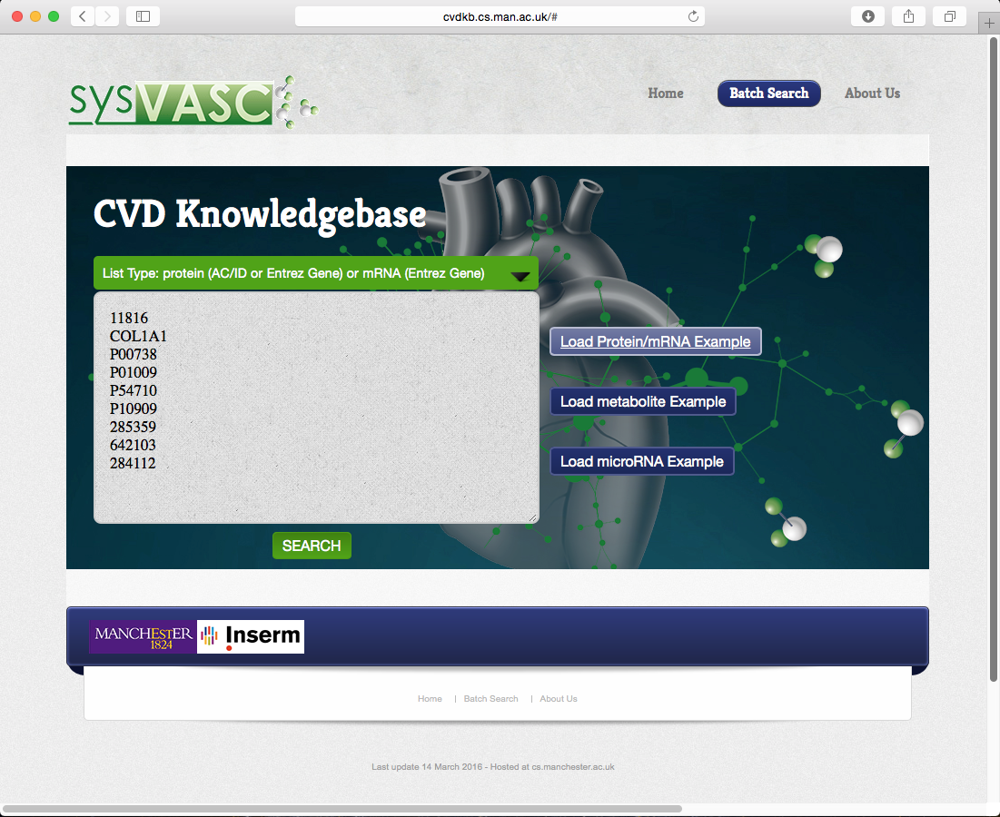 cvdkb.cs.man.ac.uk/#
sysVASC
Home
Batch Search
About Us
CVD Knowledgebase
List Type: protein (AC/ID or Entrez Gene) or mRNA (Entrez Gene)
11816
COL1A1
P00738
P01009
P54710
P10909
285359
642103
284112
Load Protein/mRNA Example
Load metabolite Example
Load microRNA Example
SEARCH
MANCHESTER
1824
Inserm
Home | Batch Search | About Us
Last update 14 March 2016 - Hosted at cs.manchester.ac.uk